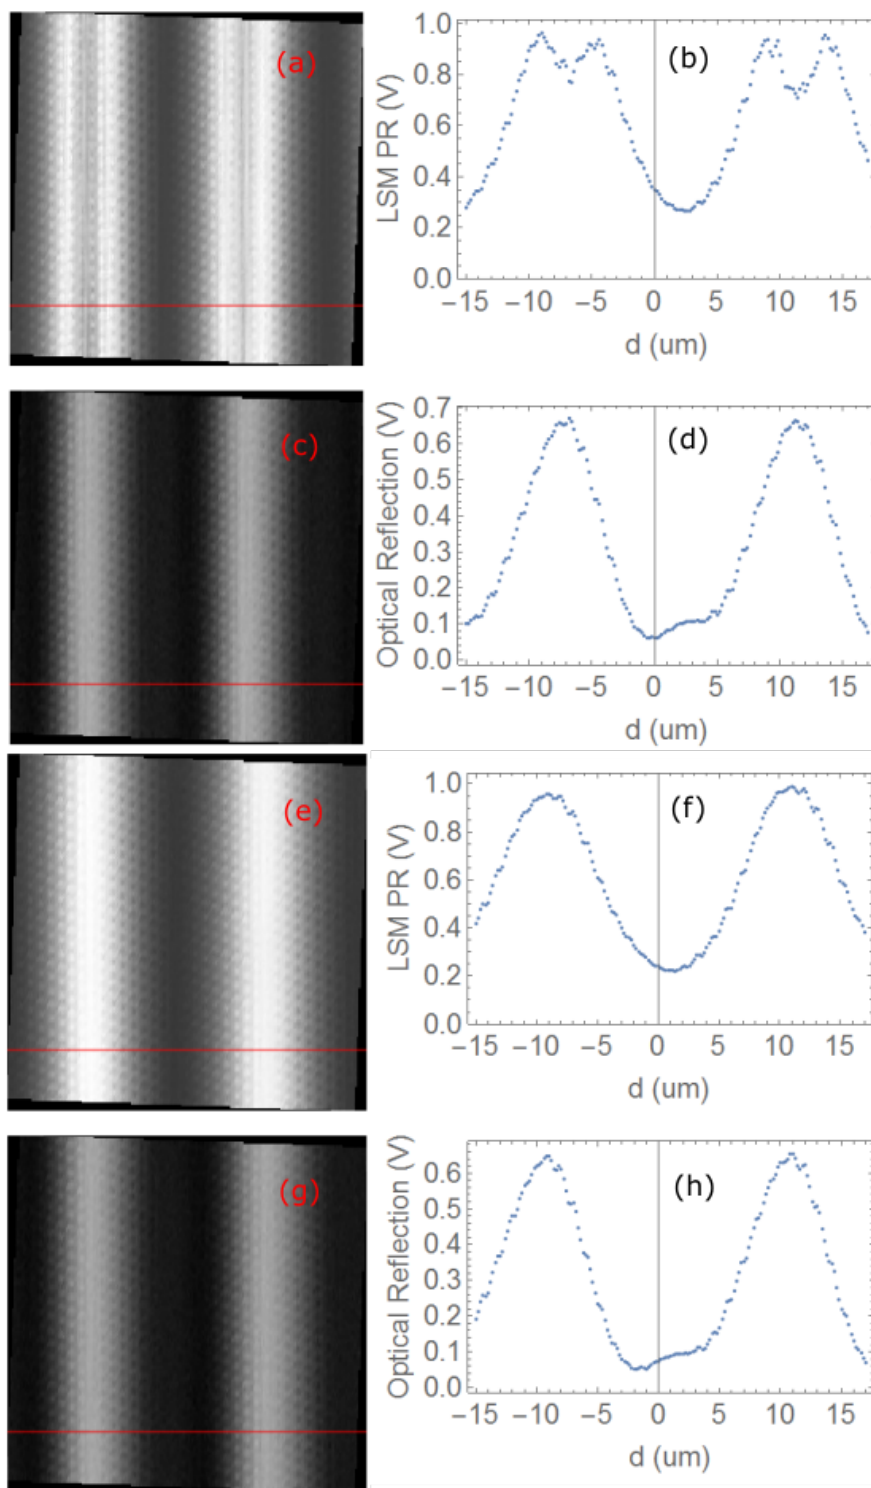 (a)
LSM PR (V)
1.0
0.8
0.6
0.4
0.2
0.0
(b)
−15 −10 −5 0 5 10 15
d (um)
(c)
Optical Reflection (V)
0.7
0.6
0.5
0.4
0.3
0.2
0.1
0.0
(d)
−15 −10 −5 0 5 10 15
d (um)
(e)
LSM PR (V)
1.0
0.8
0.6
0.4
0.2
0.0
(f)
−15 −10 −5 0 5 10 15
d (um)
(g)
Optical Reflection (V)
0.6
0.5
0.4
0.3
0.2
0.1
0.0
(h)
−15 −10 −5 0 5 10 15
d (um)